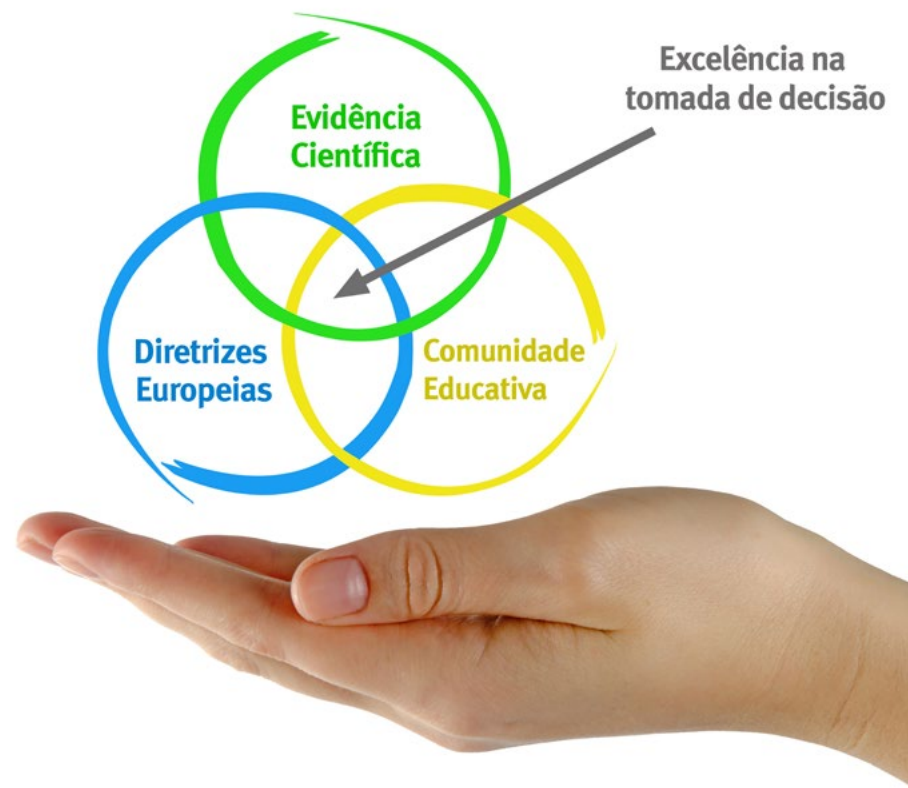 Excelência na
tomada de decisão
Evidência
Científica
Diretrizes
Europeias
Comunidade
Educativa